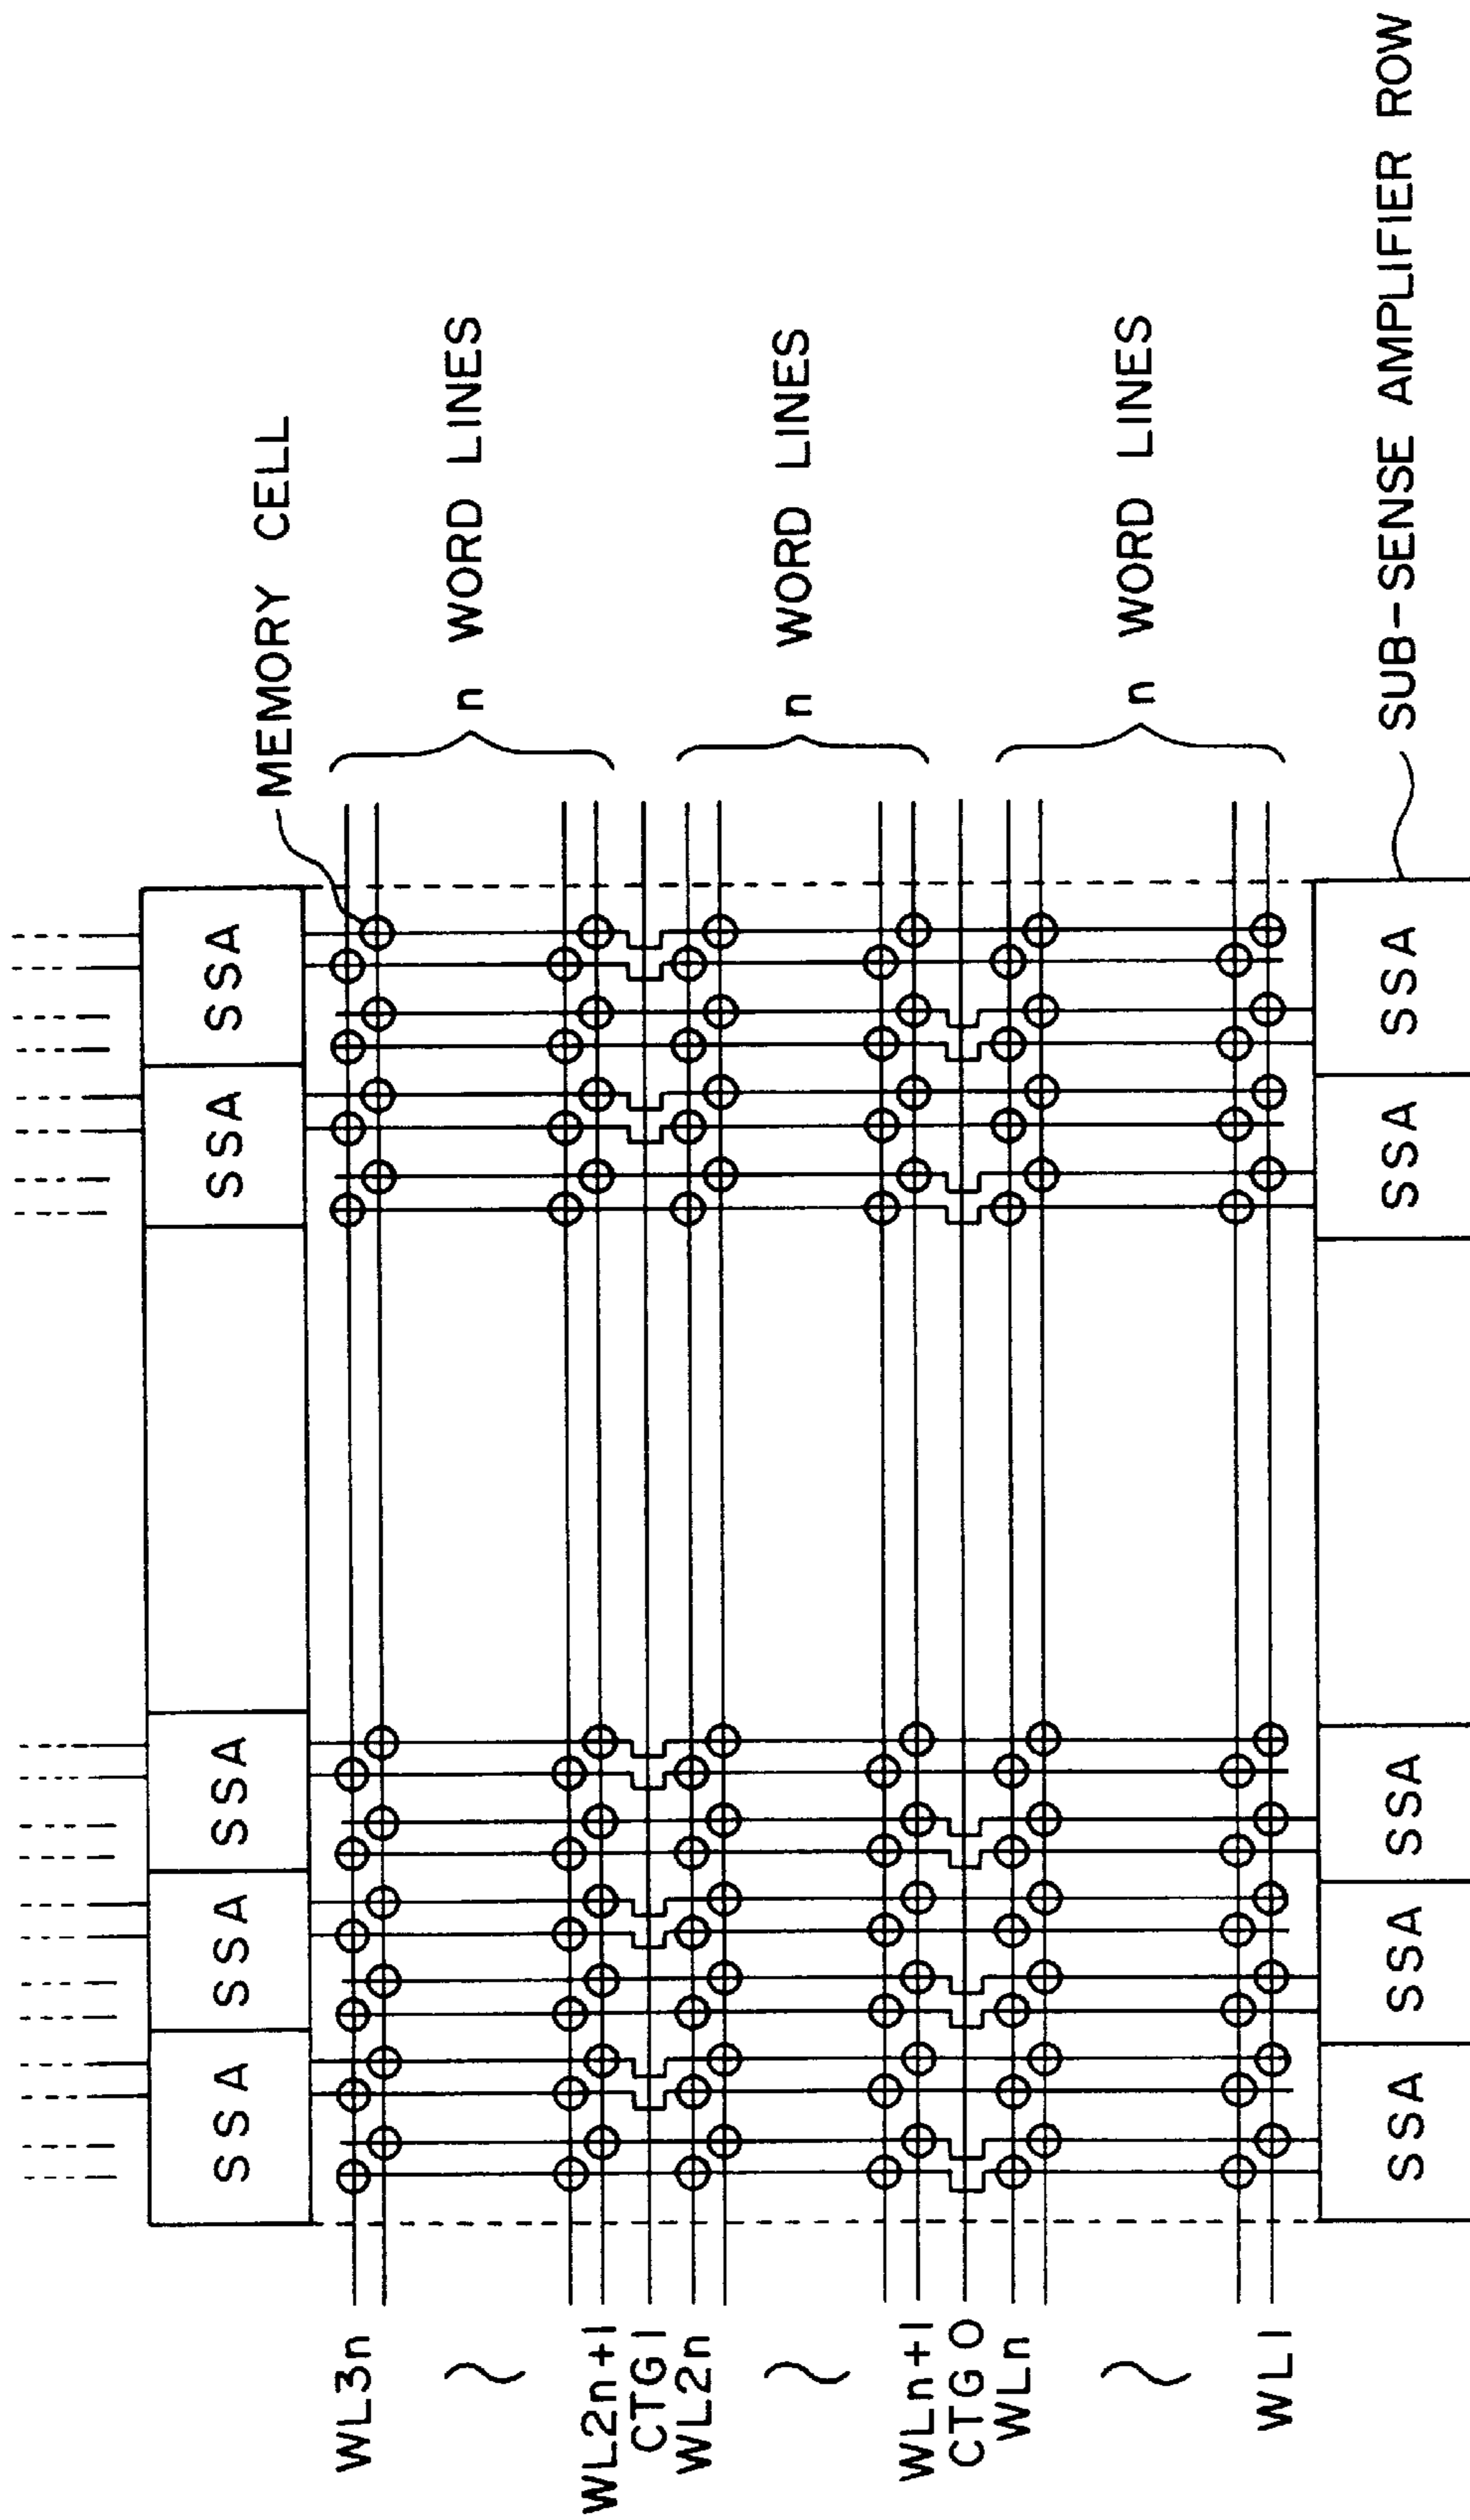 SSA SSA SSA SSA SSA
MEMORY CELL
WL3n
n WORD LINES
WL2n+1
CTG1
WL2n
n WORD LINES
WLn+1
CTG0
WLn
n WORD LINES
WL1
SSA SSA SSA SSA SSA
SUB-SENSE AMPLIFIER ROW